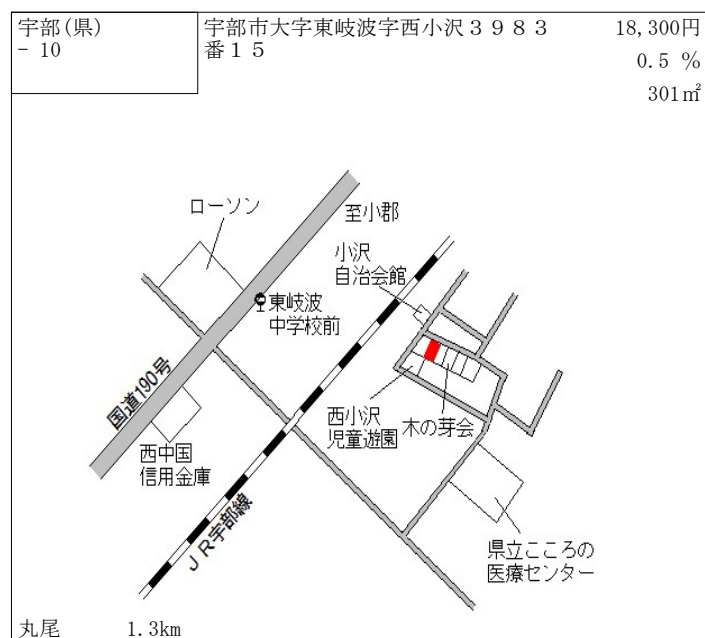 宇部(県)
- 10
宇部市大字東岐波字西小沢３９８３
番１５
18,300円
0.5 %
301㎡
ローソン
至小郡
小沢
自治会館
東岐波
中学校前
国道190号
西小沢
児童遊園
木の芽会
西中国
信用金庫
ＪＲ宇部線
県立こころの
医療センター
丸尾 1.3km